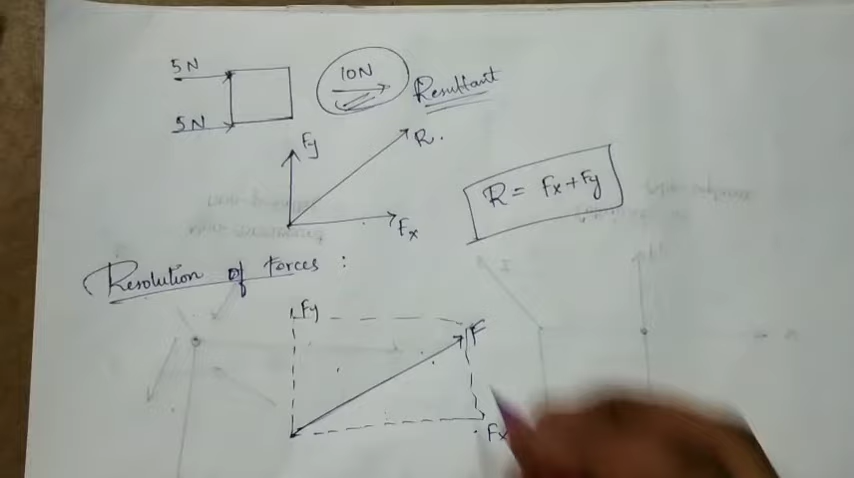 5N
10N
Resultant
5N
Fy
R.
R = Fx+Fy
Fx
Resolution of forces :
Fy
F
Fx